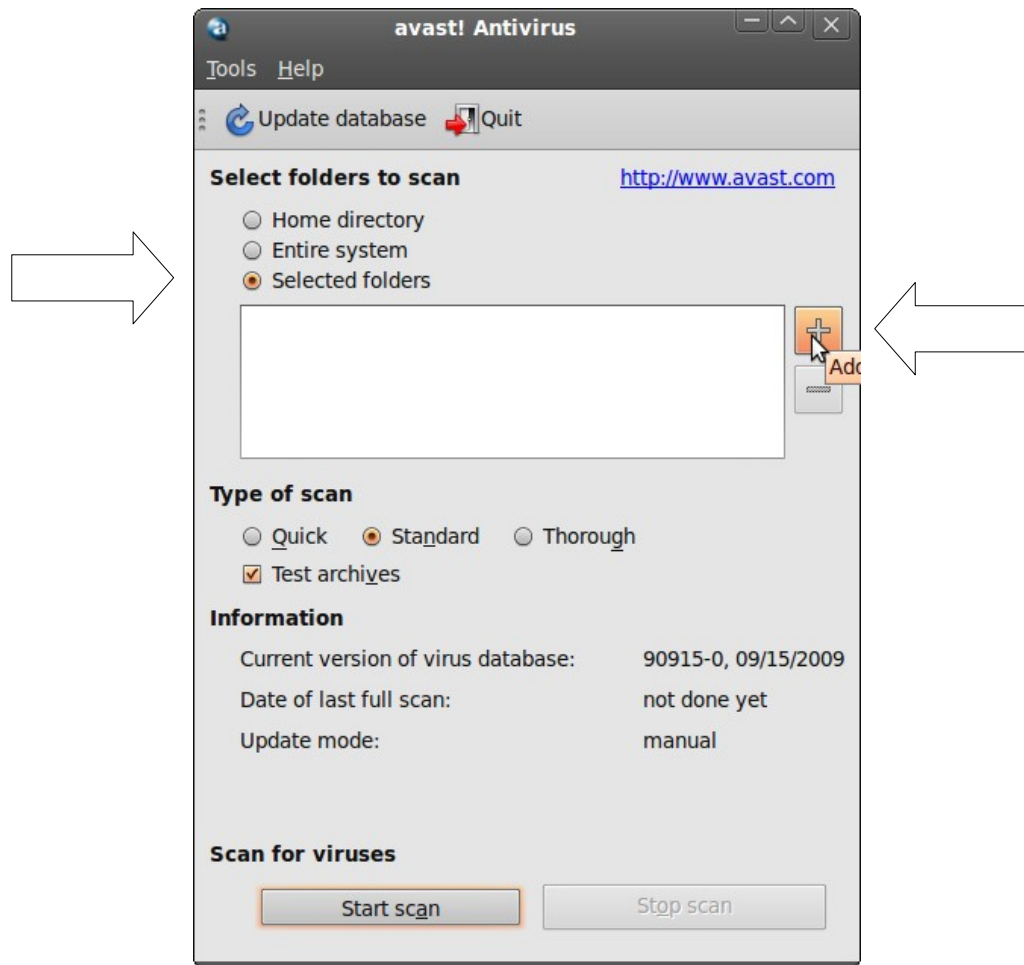 avast! Antivirus
Tools Help
Update database Quit
Select folders to scan http://www.avast.com
Home directory
Entire system
Selected folders
Add
Type of scan
Quick Standard Thorough
Test archives
Information
Current version of virus database: 90915-0, 09/15/2009
Date of last full scan: not done yet
Update mode: manual
Scan for viruses
Start scan Stop scan